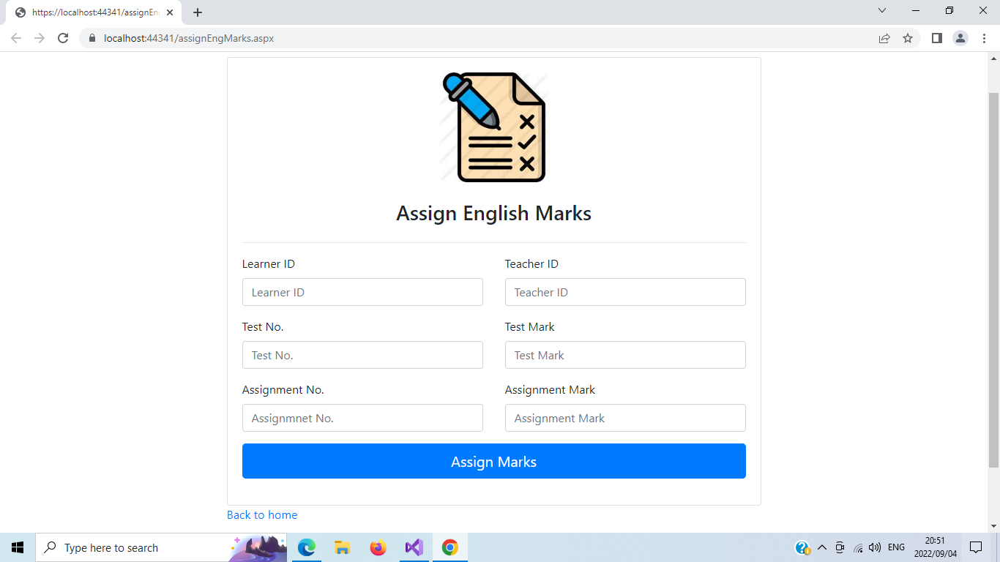 https://localhost:44341/assignEn
localhost:44341/assignEngMarks.aspx
Assign English Marks
Learner ID
Teacher ID
Learner ID
Teacher ID
Test No.
Test Mark
Test No.
Test Mark
Assignment No.
Assignment Mark
Assignmnet No.
Assignment Mark
Assign Marks
Back to home
Type here to search
ENG
20:51
2022/09/04